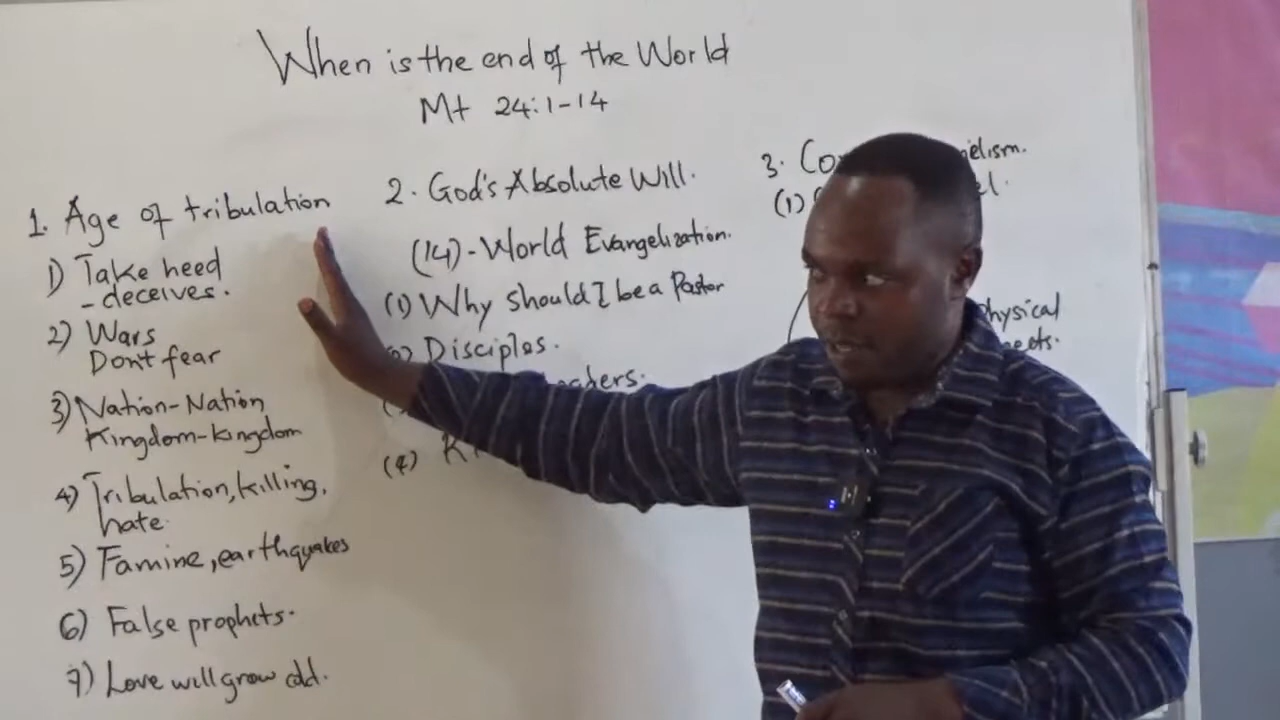 When is the end of the World
Mt 24:1-14
1. Age of tribulation
1) Take heed
- deceives.
2) Wars
Don't fear
3) Nation-Nation
Kingdom-kingdom
4) Tribulation, killing,
hate.
5) Famine, earthquakes
6) False prophets.
7) Love will grow cold.
2. God's Absolute Will.
(14) - World Evangelization.
(1) Why should I be a Pastor
Disciples.
(4)
3.
(1)
Physical